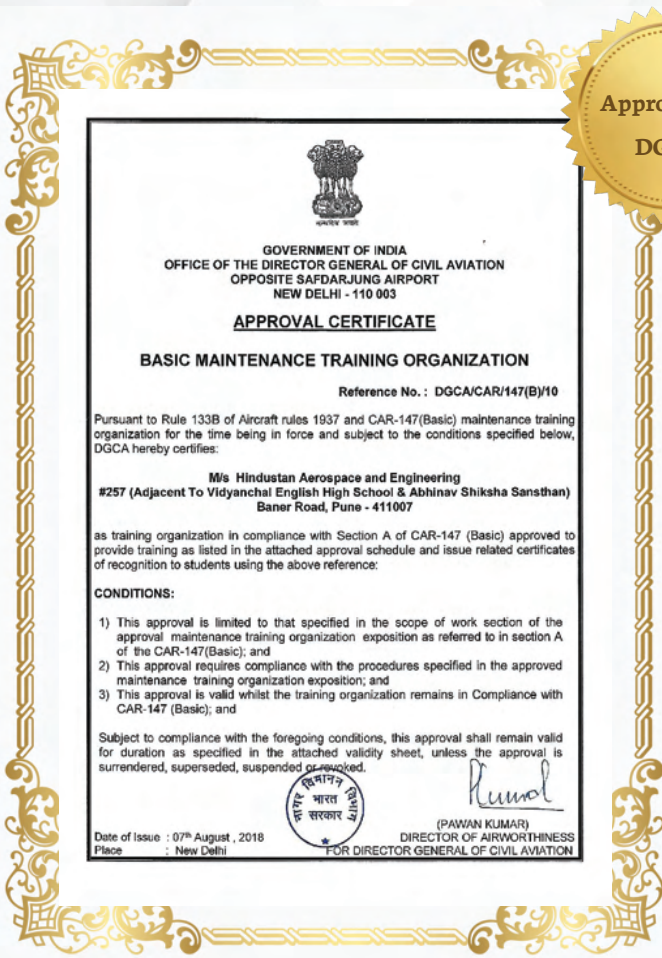 Appro
DG
सत्यमेव जयते
GOVERNMENT OF INDIA
OFFICE OF THE DIRECTOR GENERAL OF CIVIL AVIATION
OPPOSITE SAFDARJUNG AIRPORT
NEW DELHI - 110 003
APPROVAL CERTIFICATE
BASIC MAINTENANCE TRAINING ORGANIZATION
Reference No. : DGCA/CAR/147(B)/10
Pursuant to Rule 133B of Aircraft rules 1937 and CAR-147(Basic) maintenance training
organization for the time being in force and subject to the conditions specified below,
DGCA hereby certifies:
M/s Hindustan Aerospace and Engineering
#257 (Adjacent To Vidyanchal English High School & Abhinav Shiksha Sansthan)
Baner Road, Pune - 411007
as training organization in compliance with Section A of CAR-147 (Basic) approved to
provide training as listed in the attached approval schedule and issue related certificates
of recognition to students using the above reference:
CONDITIONS:
1) This approval is limited to that specified in the scope of work section of the
approval maintenance training organization exposition as referred to in section A
of the CAR-147(Basic); and
2) This approval requires compliance with the procedures specified in the approved
maintenance training organization exposition; and
3) This approval is valid whilst the training organization remains in Compliance with
CAR-147 (Basic); and
Subject to compliance with the foregoing conditions, this approval shall remain valid
for duration as specified in the attached validity sheet, unless the approval is
surrendered, superseded, suspended or revoked.
नागर विमानन विभाग
भारत
सरकार
(PAWAN KUMAR)
Date of Issue : 07th August , 2018
DIRECTOR OF AIRWORTHINESS
Place : New Delhi
FOR DIRECTOR GENERAL OF CIVIL AVIATION